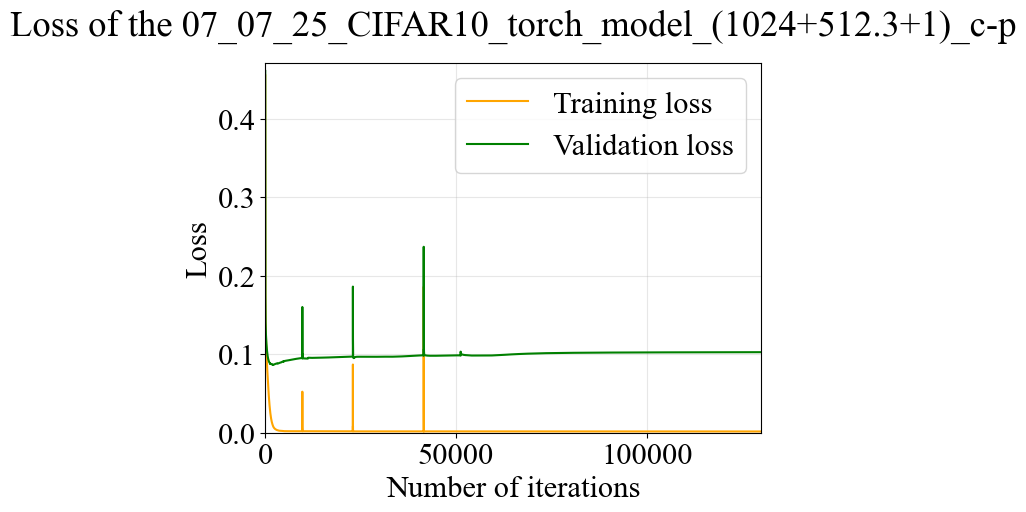 Loss of the 07_07_25_CIFAR10_torch_model_(1024+512.3+1)_c-p
Training loss
Validation loss
0.4
0.3
0.2
0.1
0.0
Loss
0 50000 100000
Number of iterations